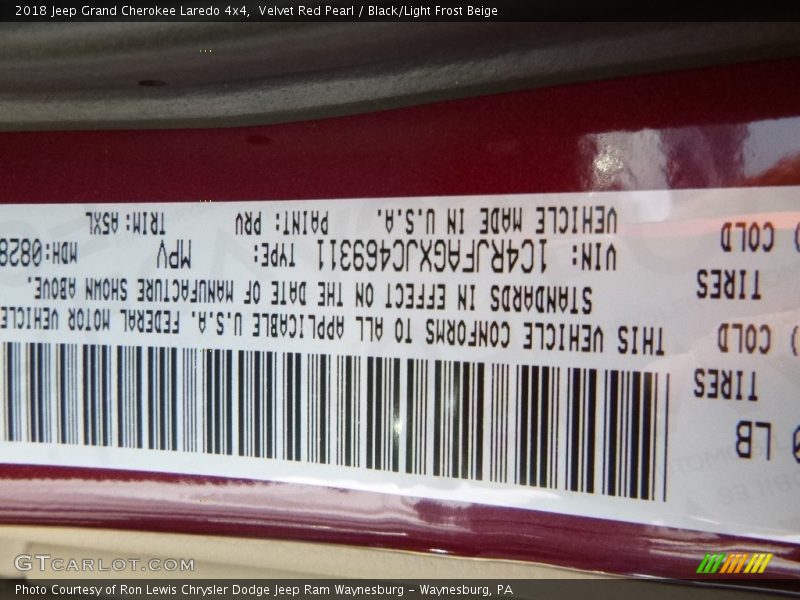 2018 Jeep Grand Cherokee Laredo 4x4, Velvet Red Pearl / Black/Light Frost Beige
LB
TIRES
COLD
TIRES
COLD
THIS VEHICLE CONFORMS TO ALL APPLICABLE U.S.A. FEDERAL MOTOR VEHICLE
STANDARDS IN EFFECT ON THE DATE OF MANUFACTURE SHOWN ABOVE.
VIN: 1C4RJFAGXJC469311 TYPE: MPV MDH: 0828
VEHICLE MADE IN U.S.A. PAINT: PRV TRIM: A5XL
GTCARLOT.COM
Photo Courtesy of Ron Lewis Chrysler Dodge Jeep Ram Waynesburg - Waynesburg, PA